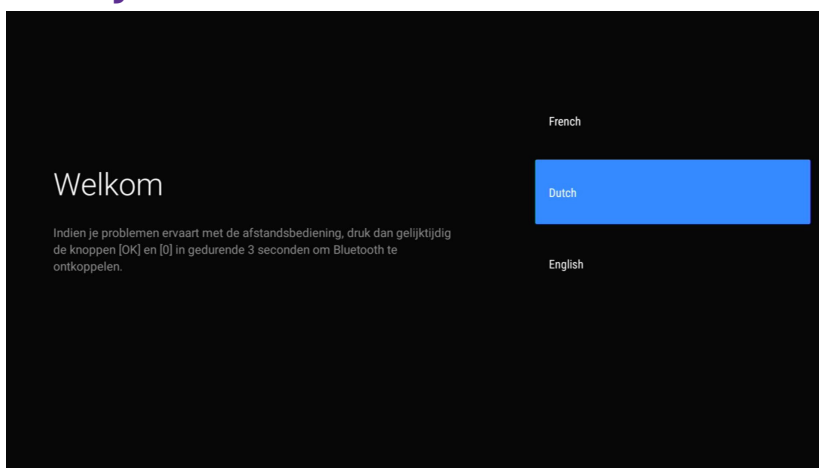 Welkom
Indien je problemen ervaart met de afstandsbediening, druk dan gelijktijdig
de knoppen [OK] en [0] in gedurende 3 seconden om Bluetooth te
ontkoppelen.
French
Dutch
English